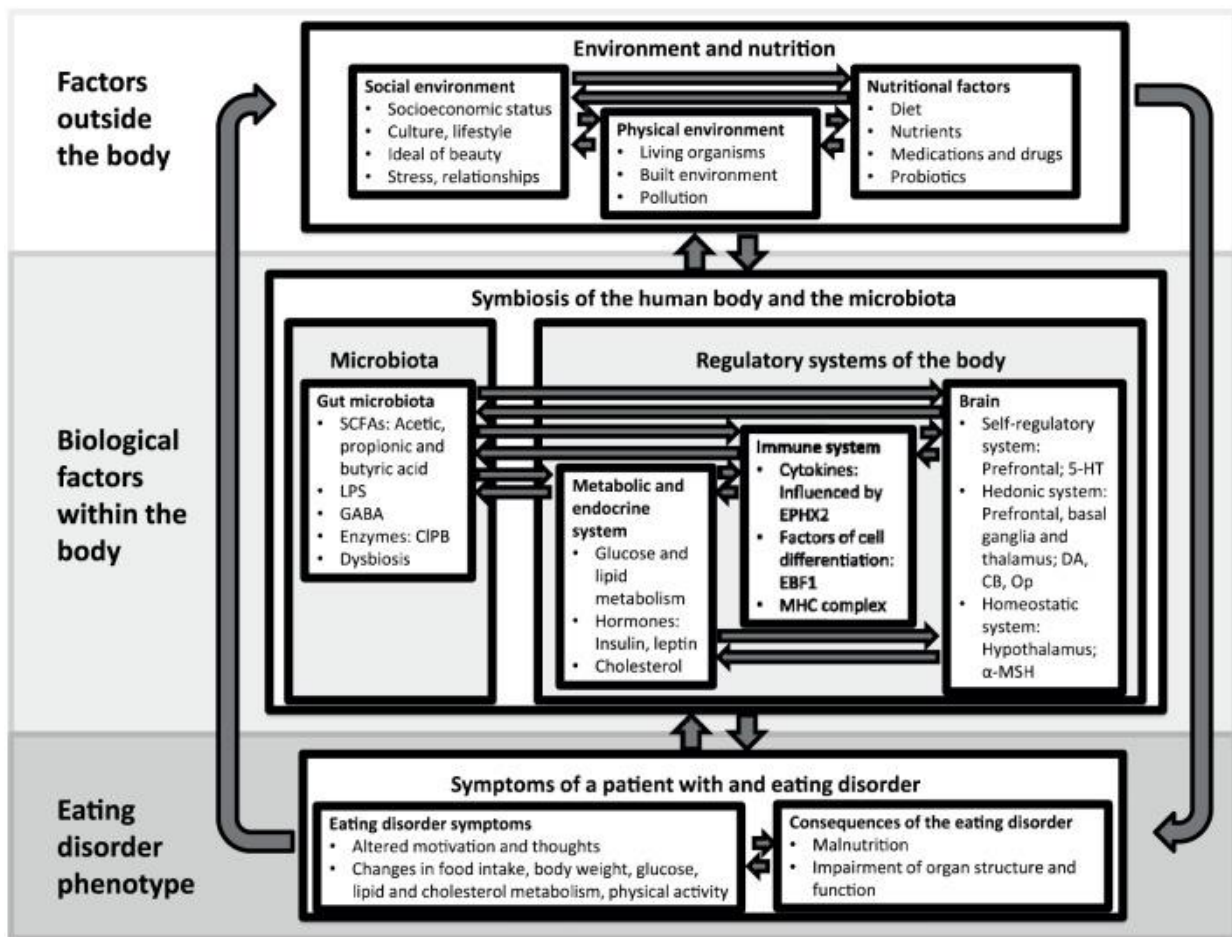 Factors
outside
the body
Environment and nutrition
Social environment
• Socioeconomic status
• Culture, lifestyle
• Ideal of beauty
• Stress, relationships
Physical environment
• Living organisms
• Built environment
• Pollution
Nutritional factors
• Diet
• Nutrients
• Medications and drugs
• Probiotics
Biological
factors
within the
body
Symbiosis of the human body and the microbiota
Microbiota
Gut microbiota
• SCFAs: Acetic,
propionic and
butyric acid
• LPS
• GABA
• Enzymes: ClPB
• Dysbiosis
Regulatory systems of the body
Metabolic and
endocrine
system
• Glucose and
lipid
metabolism
• Hormones:
Insulin, leptin
• Cholesterol
Immune system
• Cytokines:
Influenced by
EPHX2
• Factors of cell
differentiation:
EBF1
• MHC complex
Brain
• Self-regulatory
system:
Prefrontal; 5-HT
• Hedonic system:
Prefrontal, basal
ganglia and
thalamus; DA,
CB, Op
• Homeostatic
system:
Hypothalamus;
α-MSH
Eating
disorder
phenotype
Symptoms of a patient with and eating disorder
Eating disorder symptoms
• Altered motivation and thoughts
• Changes in food intake, body weight, glucose,
lipid and cholesterol metabolism, physical activity
Consequences of the eating disorder
• Malnutrition
• Impairment of organ structure and
function